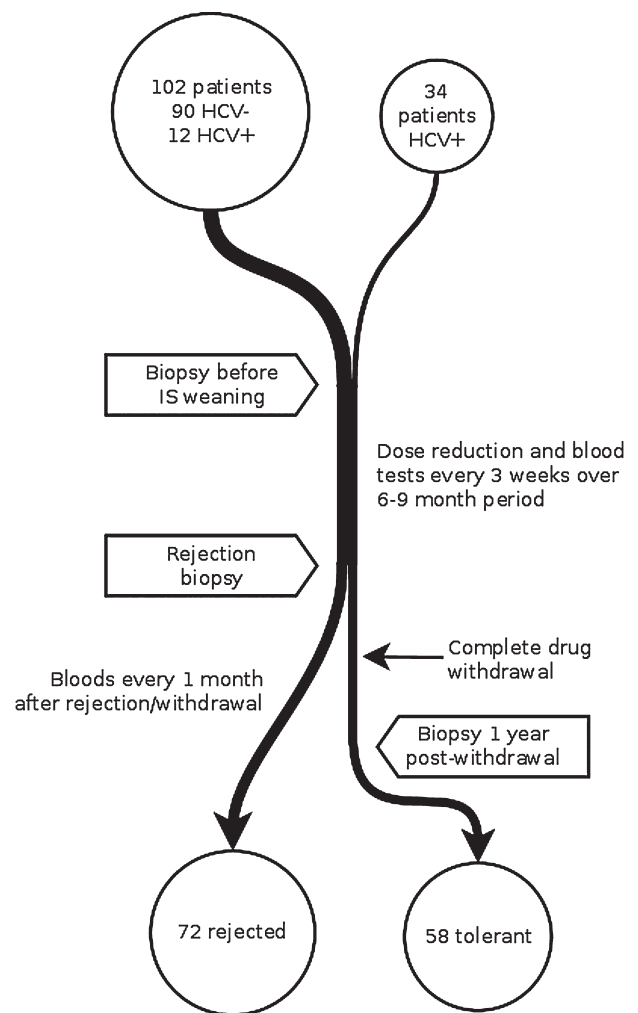 102 patients
90 HCV-
12 HCV+
34
patients
HCV+
Biopsy before
IS weaning
Dose reduction and blood
tests every 3 weeks over
6-9 month period
Rejection
biopsy
Complete drug
withdrawal
Bloods every 1 month
after rejection/withdrawal
Biopsy 1 year
post-withdrawal
72 rejected
58 tolerant